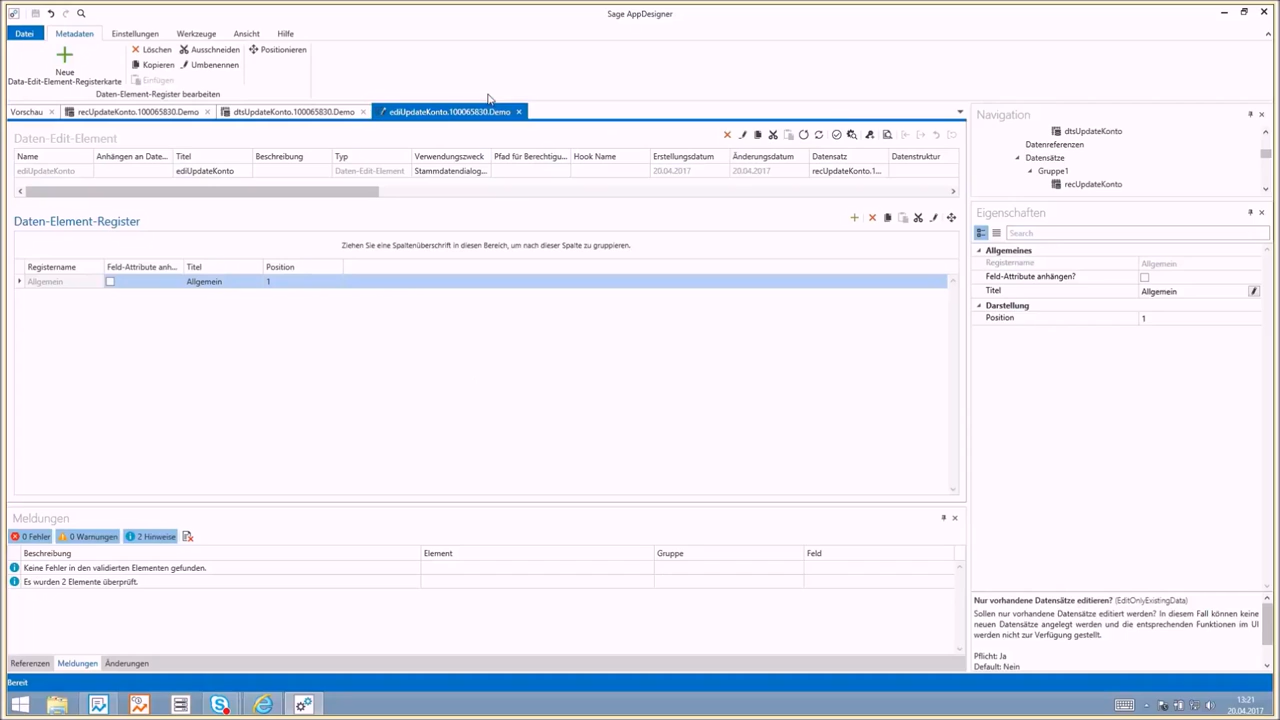 Sage AppDesigner
Datei Metadaten Einstellungen Werkzeuge Ansicht Hilfe
Neue
Data-Edit-Element-Registerkarte
Löschen Ausschneiden Positionieren
Kopieren Umbenennen
Einfügen
Daten-Element-Register bearbeiten
Vorschau recUpdateKonto.100065830.Demo dtsUpdateKonto.100065830.Demo ediUpdateKonto.100065830.Demo
Daten-Edit-Element
Name Anhängen an Date... Titel Beschreibung Typ Verwendungszweck Pfad für Berechtigu... Hook Name Erstellungsdatum Änderungsdatum Datensatz Datenstruktur
ediUpdateKonto ediUpdateKonto Daten-Edit-Element Stammdatendialog... 20.04.2017 20.04.2017 recUpdateKonto.1...
Daten-Element-Register
Ziehen Sie eine Spaltenüberschrift in diesen Bereich, um nach dieser Spalte zu gruppieren.
Registername Feld-Attribute anh... Titel Position
Allgemein Allgemein 1
Meldungen
0 Fehler 0 Warnungen 2 Hinweise
Beschreibung Element Gruppe Feld
Keine Fehler in den validierten Elementen gefunden.
Es wurden 2 Elemente überprüft.
Referenzen Meldungen Änderungen
Bereit
Navigation
dtsUpdateKonto
Datenreferenzen
Datensätze
Gruppe1
recUpdateKonto
Eigenschaften
Search
Allgemeines
Registername Allgemein
Feld-Attribute anhängen?
Titel Allgemein
Darstellung
Position 1
Nur vorhandene Datensätze editieren? (EditOnlyExistingData)
Sollen nur vorhandene Datensätze editiert werden? In diesem Fall können keine
neuen Datensätze angelegt werden und die entsprechenden Funktionen im UI
werden nicht zur Verfügung gestellt.
Pflicht: Ja
Default: Nein
13:21
20.04.2017